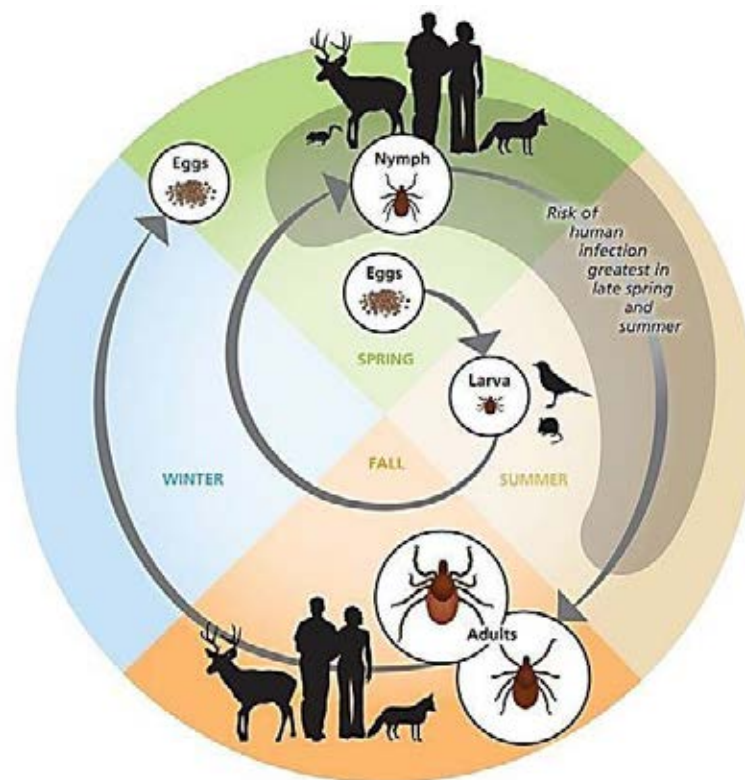 Eggs
Nymph
Risk of
human
infection
greatest in
late spring
and
summer
Eggs
SPRING
Larva
FALL
WINTER
SUMMER
Adults